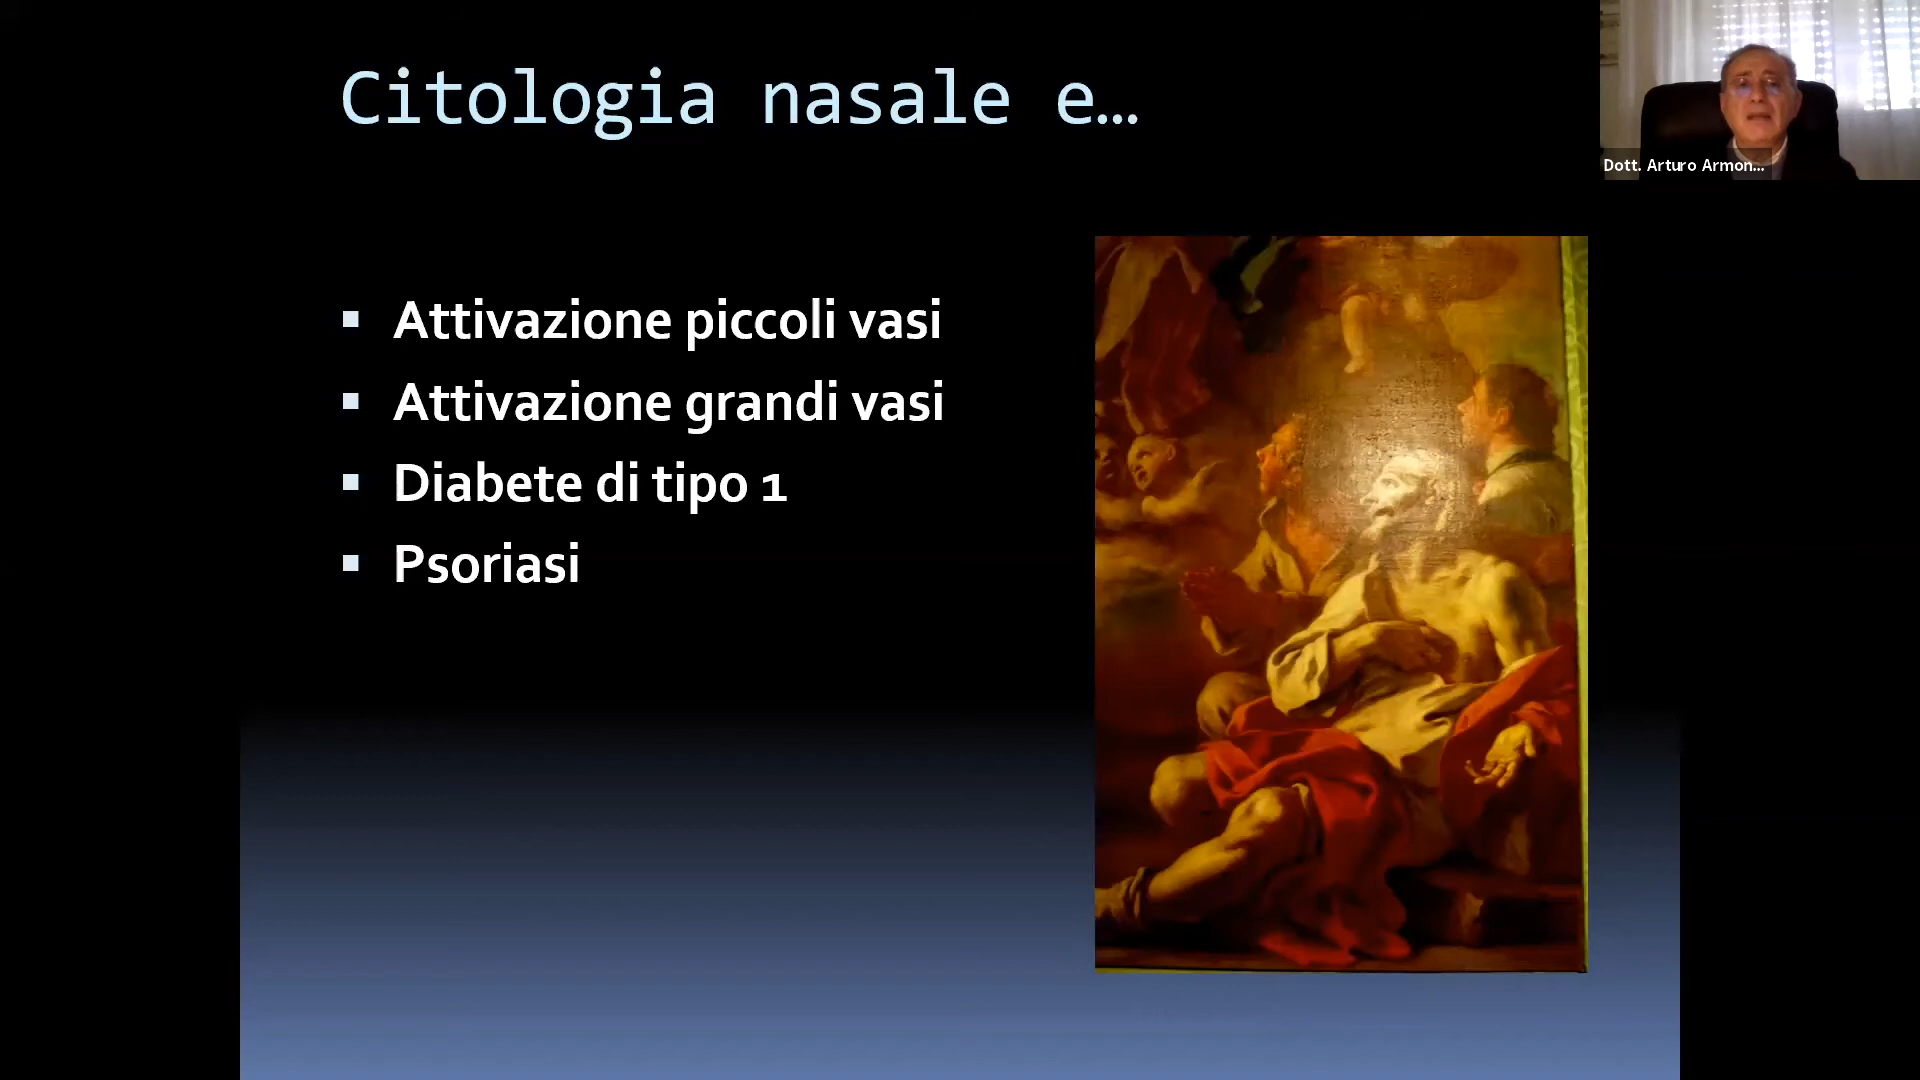 Citologia nasale e…
Dott. Arturo Armon...
Attivazione piccoli vasi
Attivazione grandi vasi
Diabete di tipo 1
Psoriasi